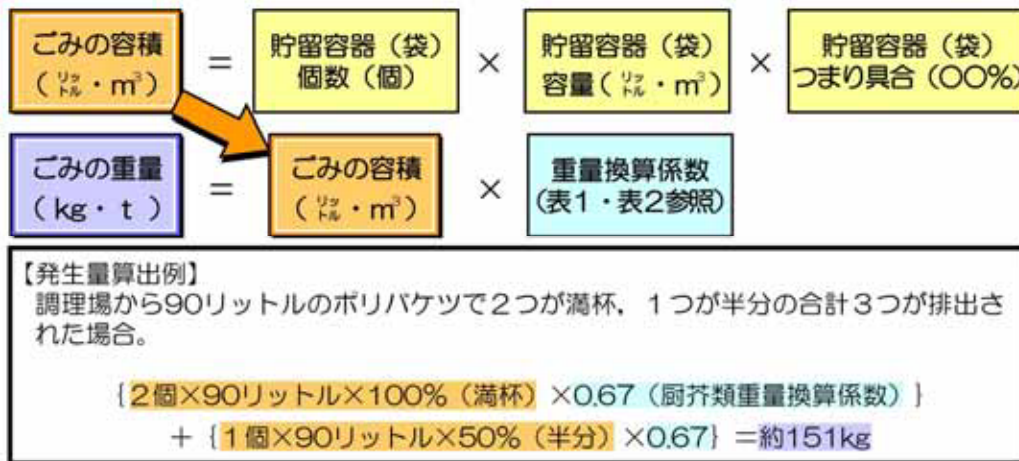 ごみの容積 = 貯留容器（袋） × 貯留容器（袋） × 貯留容器（袋）
（㍑・m³） 個数（個） 容量（㍑・m³） つまり具合（〇〇%）
ごみの重量 = ごみの容積 × 重量換算係数
（kg・t） （㍑・m³） （表1・表2参照）
【発生量算出例】
調理場から90リットルのポリバケツで２つが満杯，１つが半分の合計３つが排出さ
れた場合。
{２個×90リットル×100%（満杯）×0.67（厨芥類重量換算係数）}
+ {１個×90リットル×50%（半分）×0.67} =約151kg